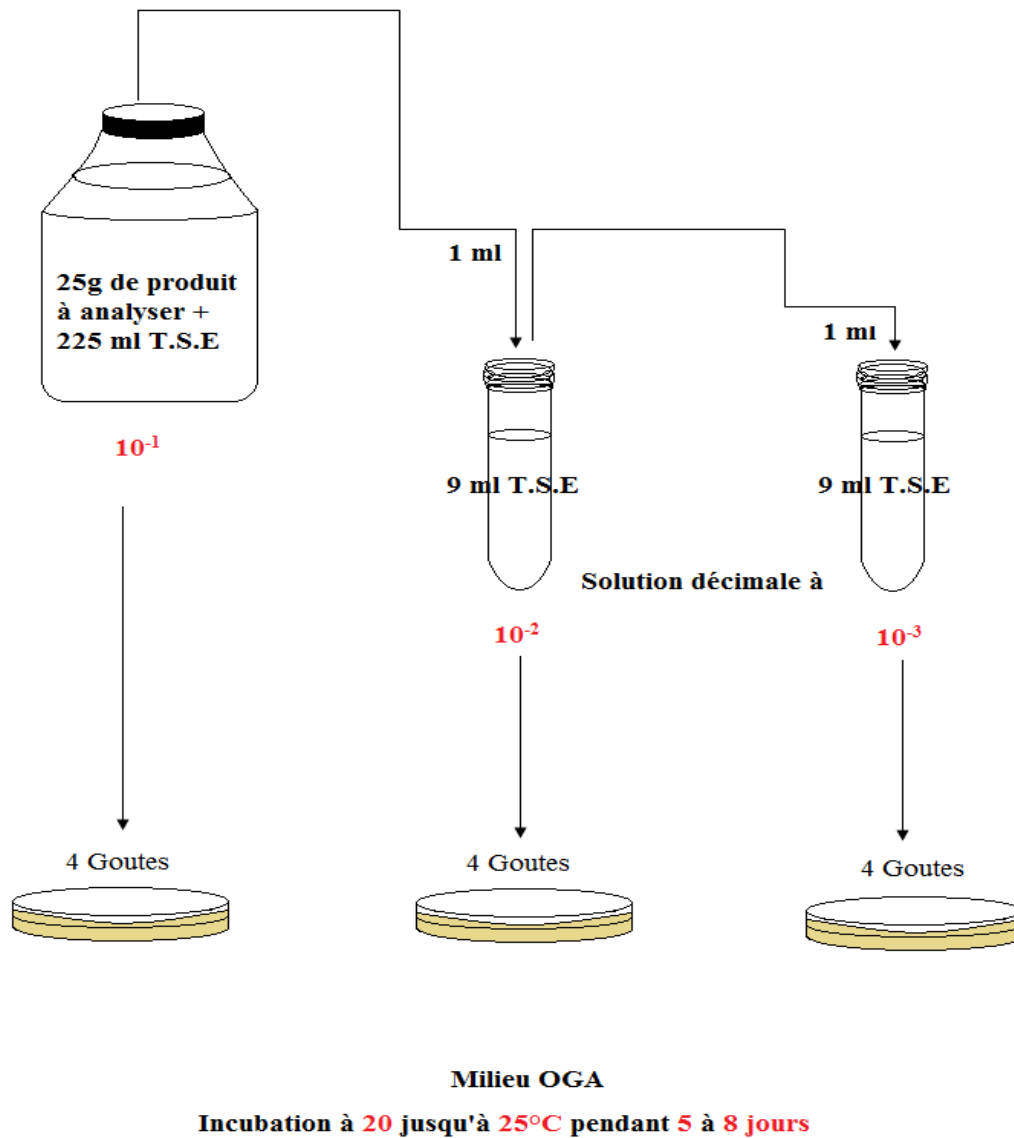 1 ml
25g de produit
à analyser +
225 ml T.S.E
1 ml
10-1
9 ml T.S.E
9 ml T.S.E
Solution décimale à
10-2
10-3
4 Goutes
4 Goutes
4 Goutes
Milieu OGA
Incubation à 20 jusqu'à 25°C pendant 5 à 8 jours